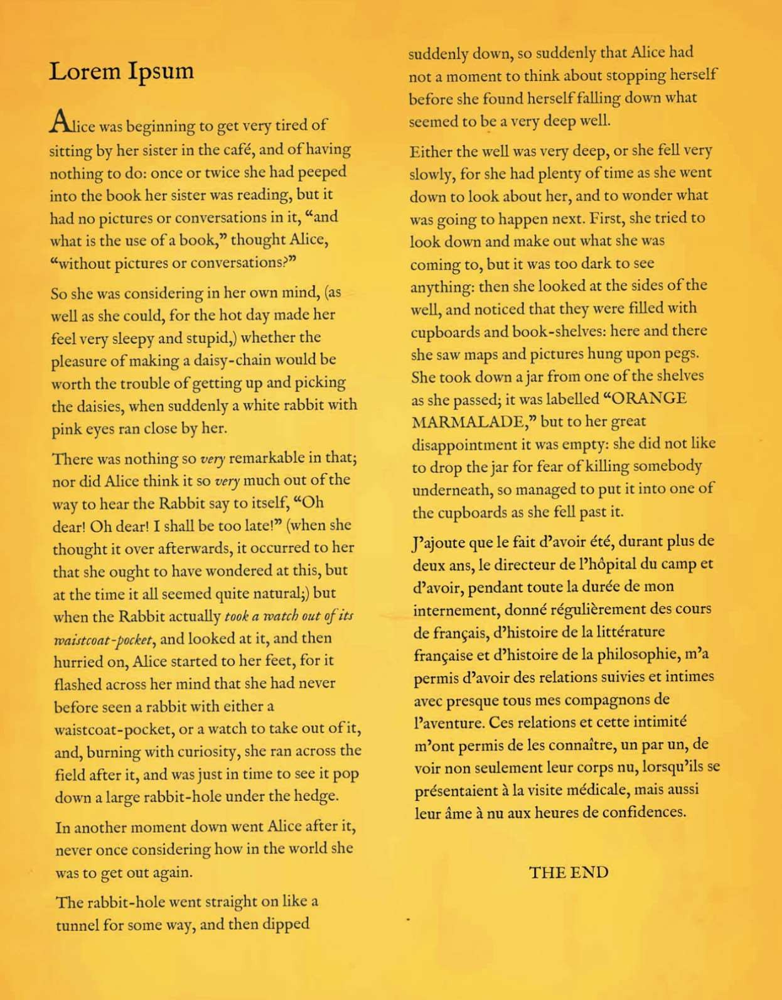 Lorem Ipsum
Alice was beginning to get very tired of
sitting by her sister in the café, and of having
nothing to do: once or twice she had peeped
into the book her sister was reading, but it
had no pictures or conversations in it, “and
what is the use of a book,” thought Alice,
“without pictures or conversations?”
So she was considering in her own mind, (as
well as she could, for the hot day made her
feel very sleepy and stupid,) whether the
pleasure of making a daisy-chain would be
worth the trouble of getting up and picking
the daisies, when suddenly a white rabbit with
pink eyes ran close by her.
There was nothing so very remarkable in that;
nor did Alice think it so very much out of the
way to hear the Rabbit say to itself, “Oh
dear! Oh dear! I shall be too late!” (when she
thought it over afterwards, it occurred to her
that she ought to have wondered at this, but
at the time it all seemed quite natural;) but
when the Rabbit actually took a watch out of its
waistcoat-pocket, and looked at it, and then
hurried on, Alice started to her feet, for it
flashed across her mind that she had never
before seen a rabbit with either a
waistcoat-pocket, or a watch to take out of it,
and, burning with curiosity, she ran across the
field after it, and was just in time to see it pop
down a large rabbit-hole under the hedge.
In another moment down went Alice after it,
never once considering how in the world she
was to get out again.
The rabbit-hole went straight on like a
tunnel for some way, and then dipped
suddenly down, so suddenly that Alice had
not a moment to think about stopping herself
before she found herself falling down what
seemed to be a very deep well.
Either the well was very deep, or she fell very
slowly, for she had plenty of time as she went
down to look about her, and to wonder what
was going to happen next. First, she tried to
look down and make out what she was
coming to, but it was too dark to see
anything: then she looked at the sides of the
well, and noticed that they were filled with
cupboards and book-shelves: here and there
she saw maps and pictures hung upon pegs.
She took down a jar from one of the shelves
as she passed; it was labelled “ORANGE
MARMALADE,” but to her great
disappointment it was empty: she did not like
to drop the jar for fear of killing somebody
underneath, so managed to put it into one of
the cupboards as she fell past it.
J’ajoute que le fait d’avoir été, durant plus de
deux ans, le directeur de l’hôpital du camp et
d’avoir, pendant toute la durée de mon
internement, donné régulièrement des cours
de français, d’histoire de la littérature
française et d’histoire de la philosophie, m’a
permis d’avoir des relations suivies et intimes
avec presque tous mes compagnons de
l’aventure. Ces relations et cette intimité
m’ont permis de les connaître, un par un, de
voir non seulement leur corps nu, lorsqu’ils se
présentaient à la visite médicale, mais aussi
leur âme à nu aux heures de confidences.
THE END